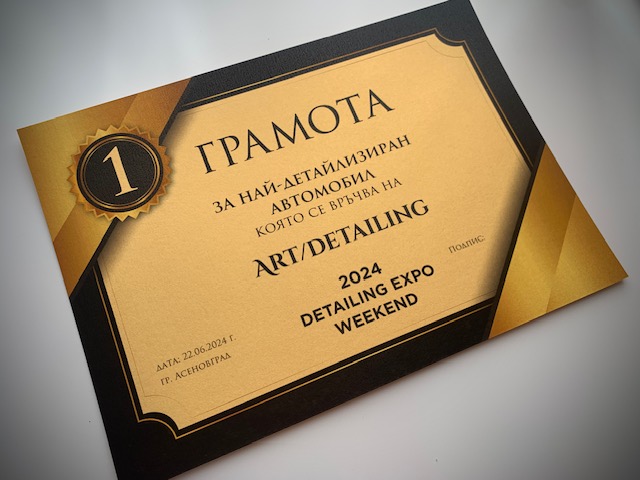 1
ГРАМОТА
ЗА НАЙ-ДЕТАЙЛИЗИРАН
АВТОМОБИЛ
КОЯТО СЕ ВРЪЧВА НА
ART/DETAILING
2024
DETAILING EXPO
WEEKEND
Подпис:
ДАТА: 22.06.2024 г.
гр. Асеновград